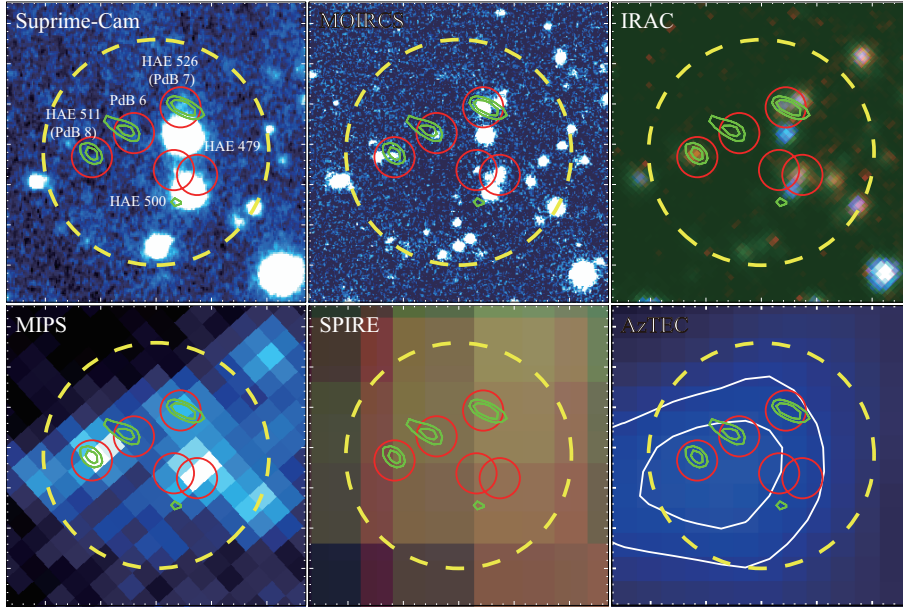 Suprime-Cam
HAE 526
(PdB 7)
PdB 6
HAE 511
(PdB 8)
HAE 479
HAE 500
MOIRCS
IRAC
MIPS
SPIRE
AzTEC